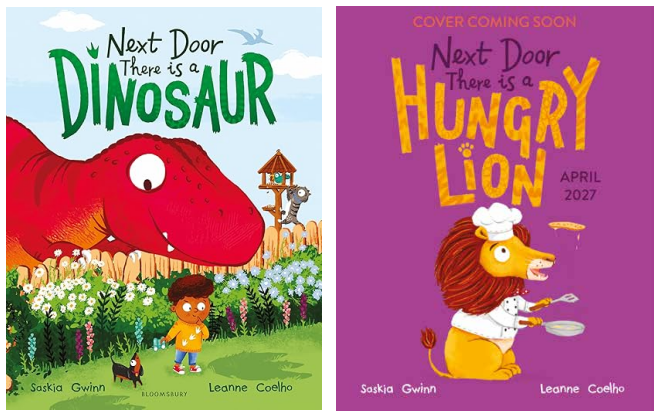 Next Door
There is a
DINOSAUR
Saskia Gwinn
BLOOMSBURY
Leanne Coelho
COVER COMING SOON
Next Door
There is a
HUNGRY
LION
APRIL
2027
Saskia Gwinn
Leanne Coelho